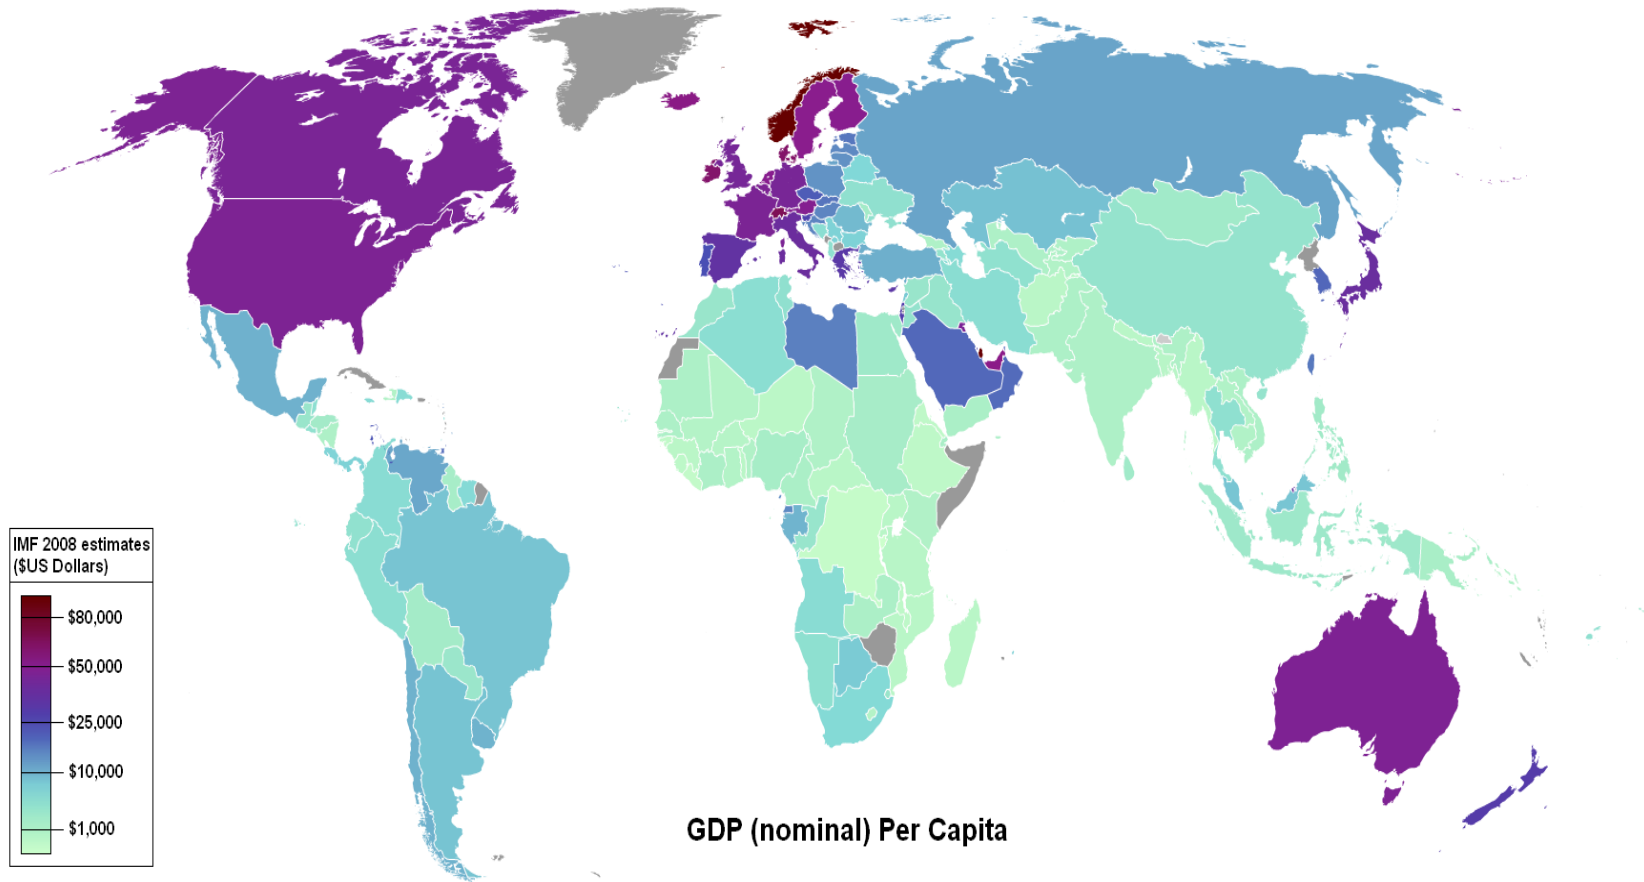 IMF 2008 estimates
($US Dollars)
$80,000
$50,000
$25,000
$10,000
$1,000
GDP (nominal) Per Capita